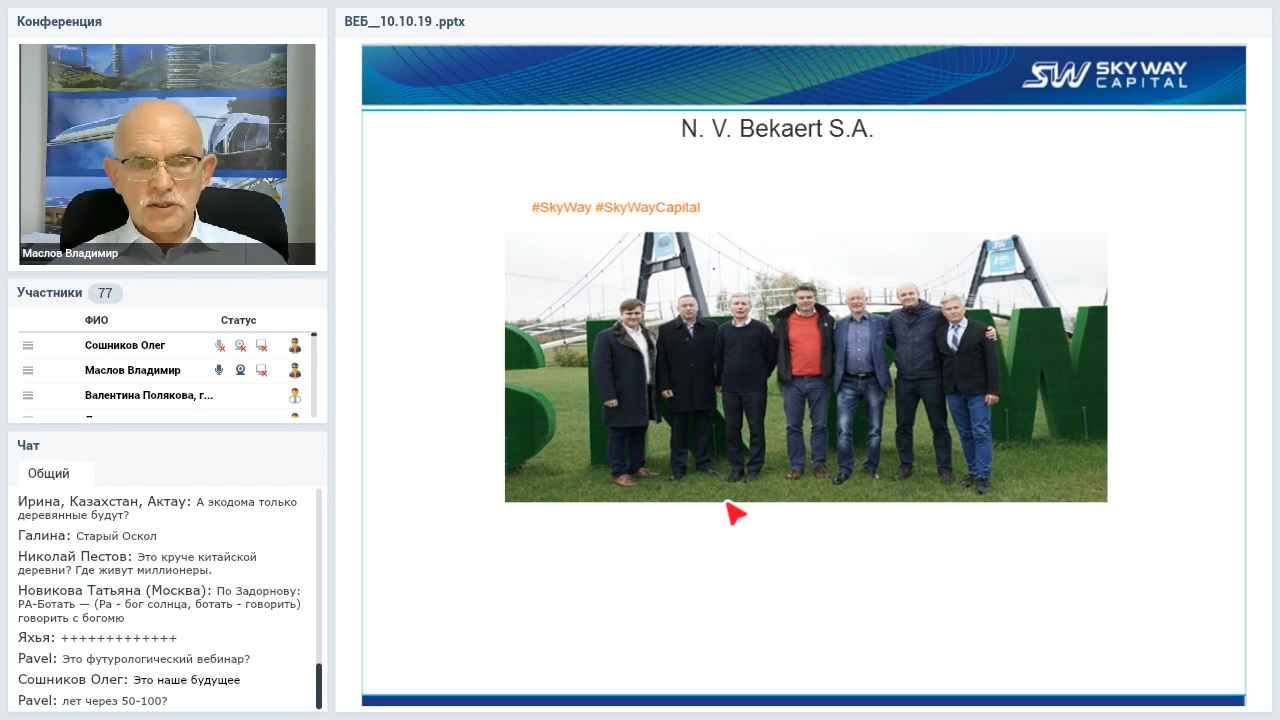 Конференция
Маслов Владимир
Участники 77
ФИО Статус
Сошников Олег
Маслов Владимир
Валентина Полякова, г...
Чат
Общий
Ирина, Казахстан, Актау: А экодома только
деревянные будут?
Галина: Старый Оскол
Николай Пестов: Это круче китайской
деревни? Где живут миллионеры.
Новикова Татьяна (Москва): По Задорнову:
РА-Ботать — (Ра - бог солнца, ботать - говорить)
говорить с богомю
Яхья: +++++++++++++
Pavel: Это футурологический вебинар?
Сошников Олег: Это наше будущее
Pavel: лет через 50-100?
ВЕБ__10.10.19 .pptx
SW SKY WAY
CAPITAL
N. V. Bekaert S.A.
#SkyWay #SkyWayCapital